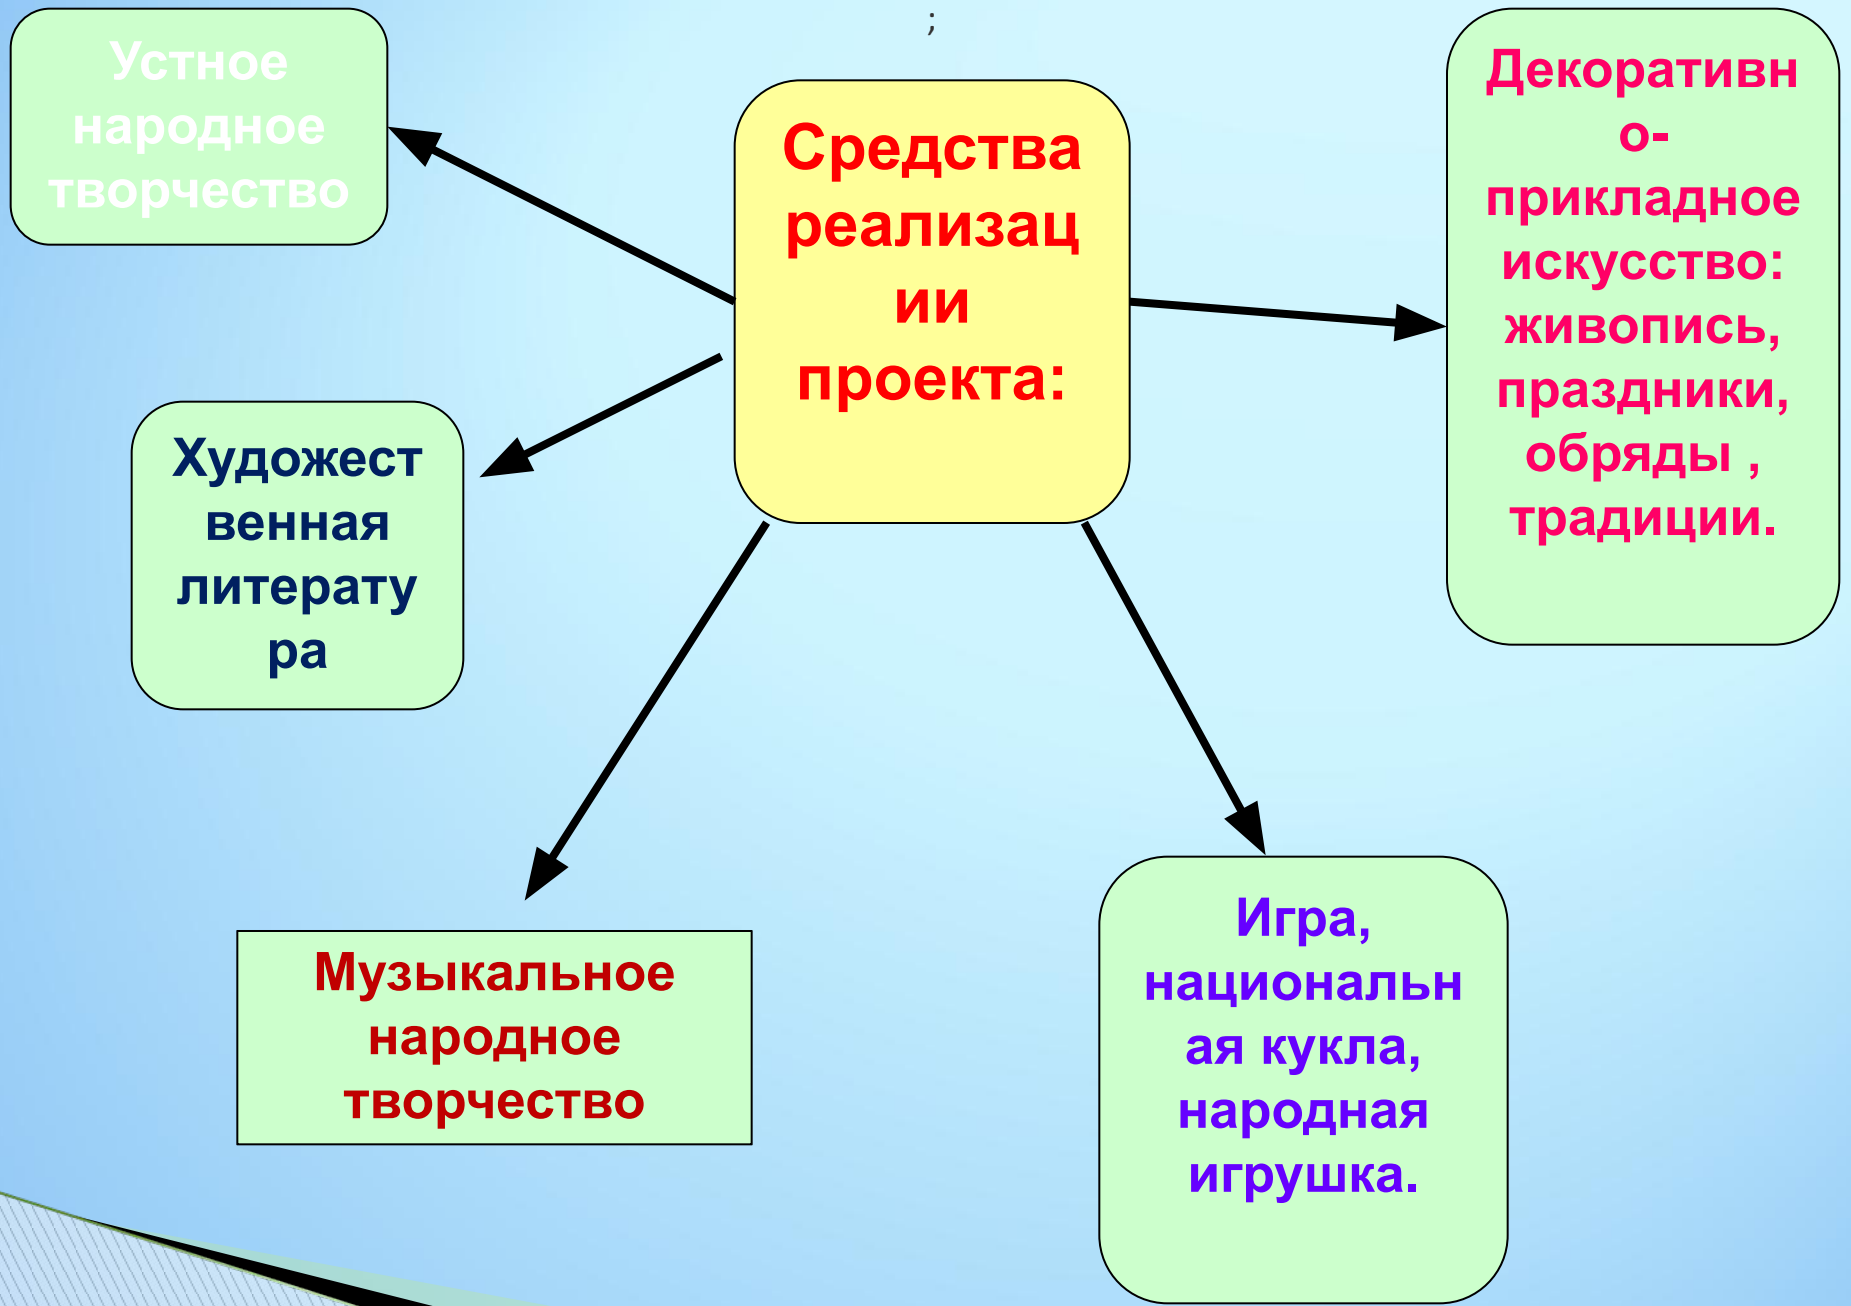 ;
Устное
народное
творчество
Средства
реализац
ии
проекта:
Декоративн
о-
прикладное
искусство:
живопись,
праздники,
обряды ,
традиции.
Художест
венная
литерату
ра
Музыкальное
народное
творчество
Игра,
национальн
ая кукла,
народная
игрушка.